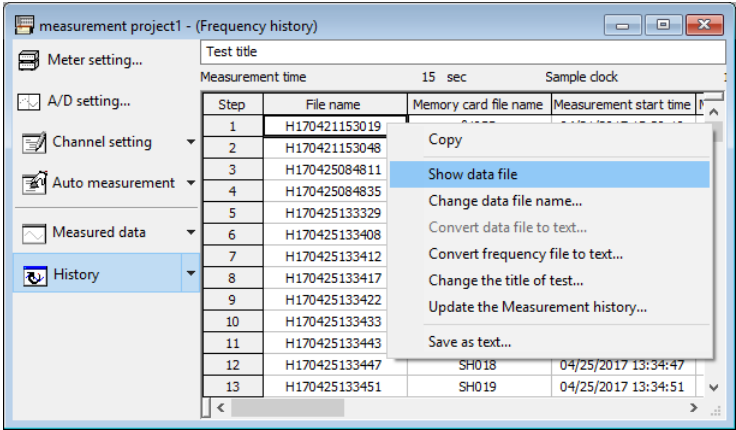 measurement project1 - (Frequency history)
Meter setting...
A/D setting...
Channel setting
Auto measurement
Measured data
History
Test title
Measurement time 15 sec Sample clock
Step File name Memory card file name Measurement start time
1 H170421153019
2 H170421153048
3 H170425084811
4 H170425084835
5 H170425133329
6 H170425133408
7 H170425133412
8 H170425133417
9 H170425133422
10 H170425133433
11 H170425133443
12 H170425133447 SH018 04/25/2017 13:34:47
13 H170425133451 SH019 04/25/2017 13:34:51
Copy
Show data file
Change data file name...
Convert data file to text...
Convert frequency file to text...
Change the title of test...
Update the Measurement history...
Save as text...